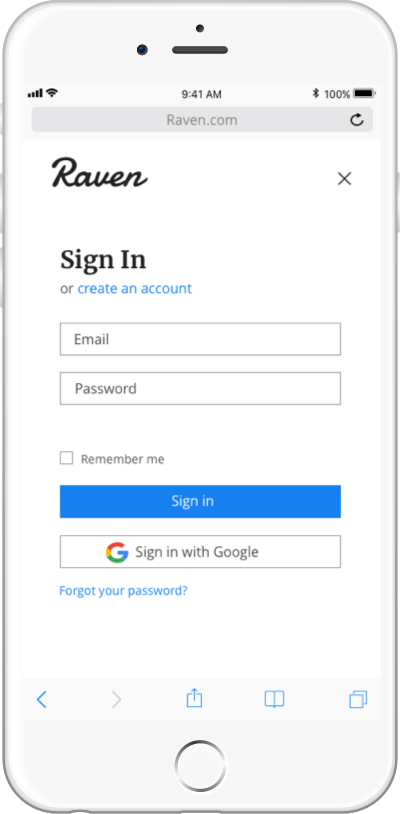 9:41 AM 100%
Raven.com
Raven
Sign In
or create an account
Email
Password
Remember me
Sign in
Sign in with Google
Forgot your password?